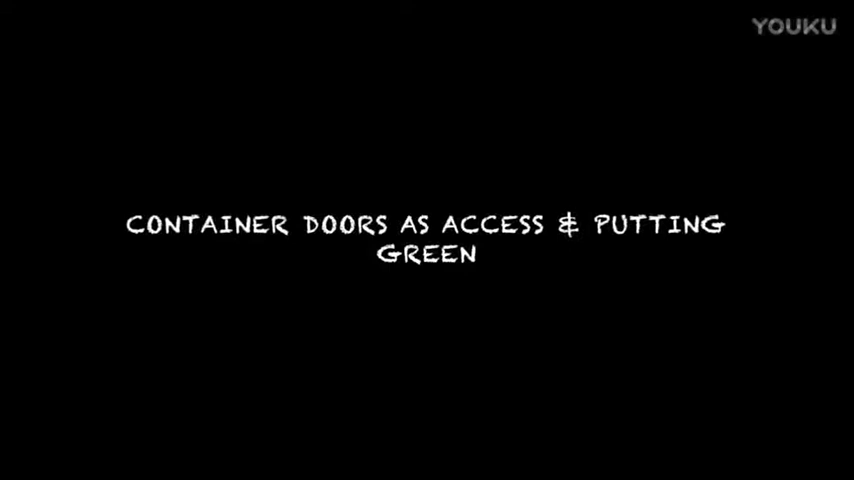 YOUKU
CONTAINER DOORS AS ACCESS & PUTTING
GREEN